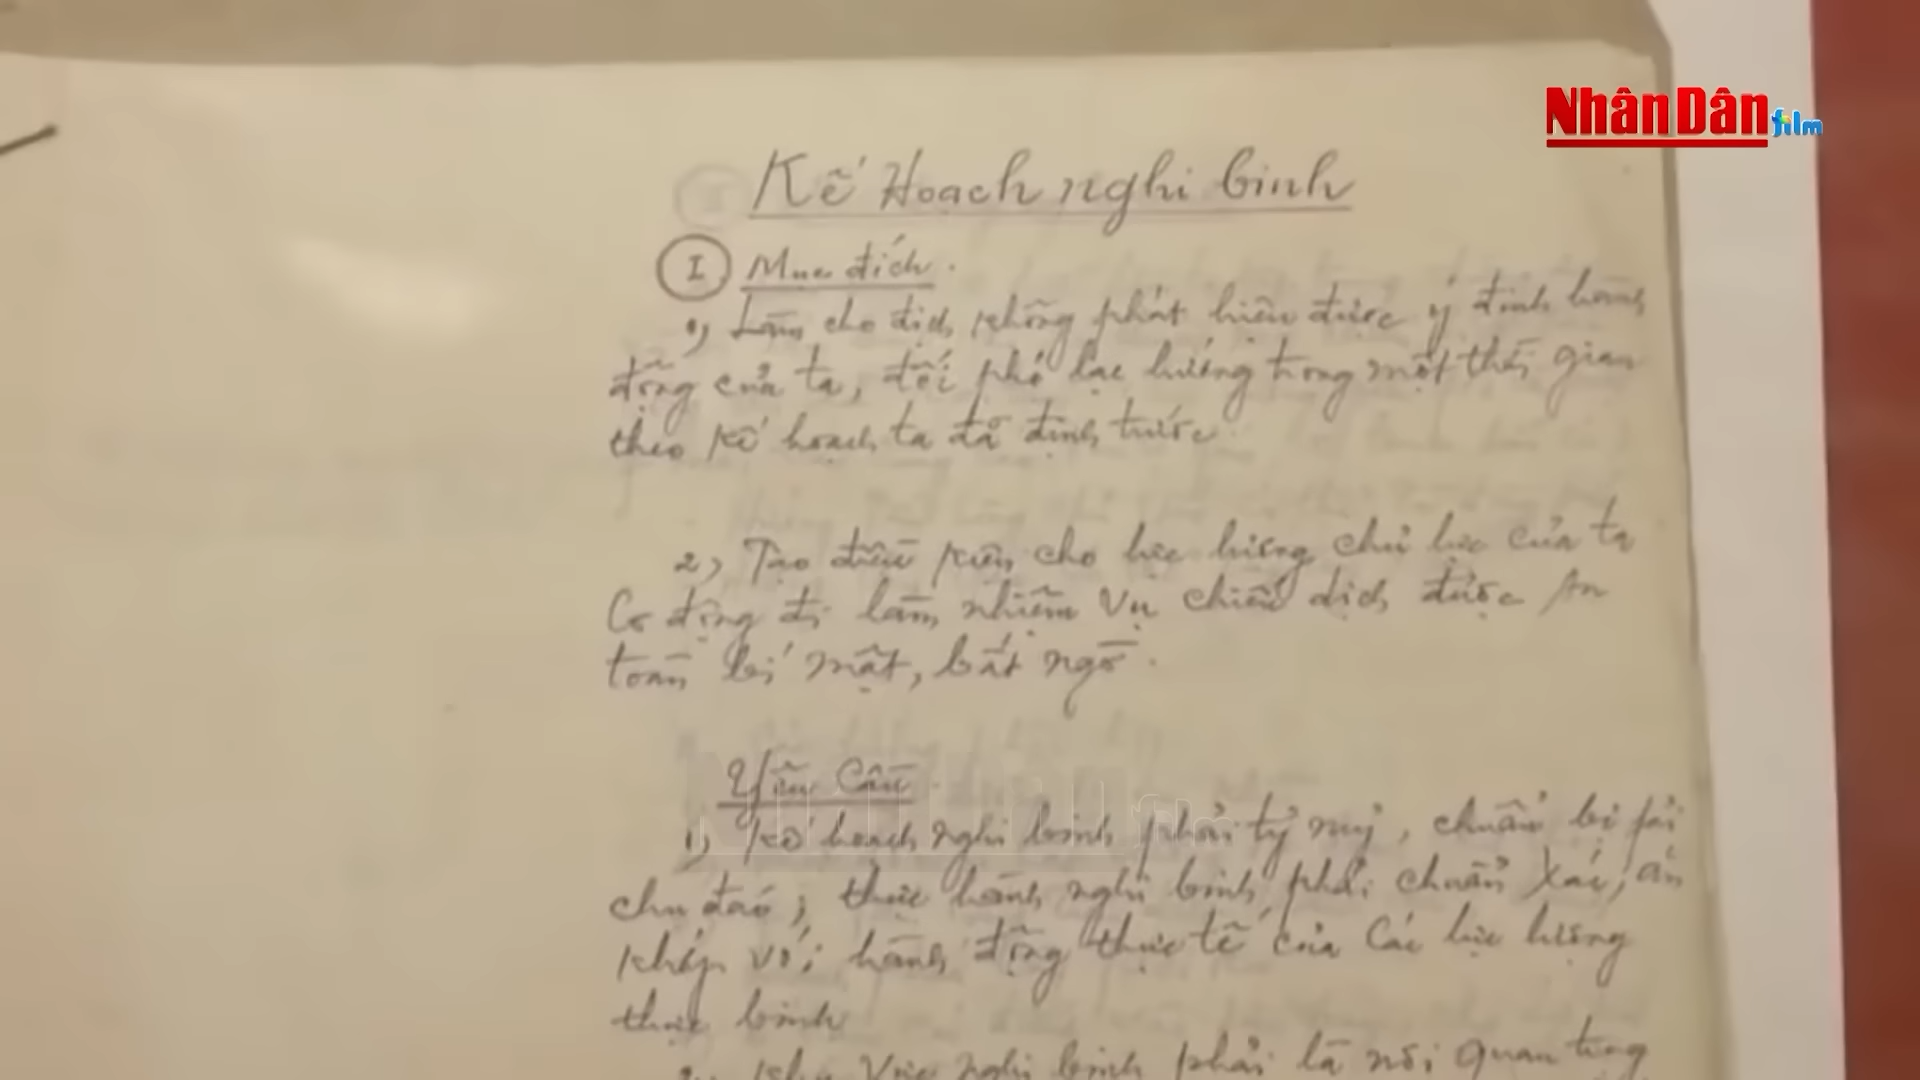 Nhân Dân film
Kế Hoạch nghi binh
I Mục đích.
1, Làm cho địch không phát hiện được ý định hành
động của ta, đối phó lạc hướng trong một thời gian
theo kế hoạch ta đã định trước.
2, Tạo điều kiện cho lực lượng chủ lực của ta
Cơ động đi làm nhiệm vụ chiến dịch được An
toàn bí mật, bất ngờ.
Yêu Cầu.
1, Kế hoạch nghi binh phải tỷ mỷ, chuẩn bị phải
chu đáo; thực hành nghi binh phải chuẩn xác, ăn
khớp với hành động thực tế của Các lực lượng
thực binh
2, Khu Vực nghi binh phải là nơi quan trọng